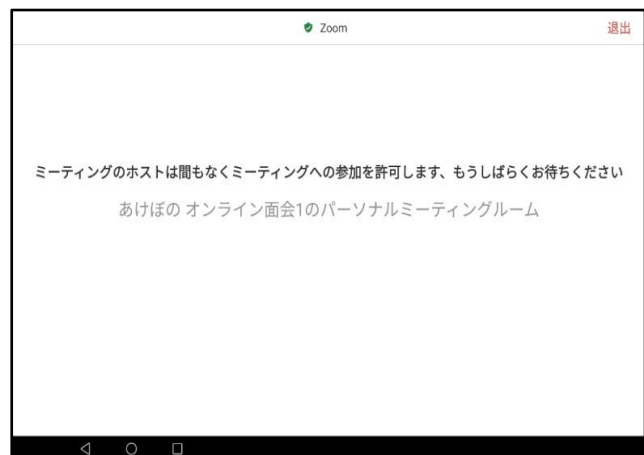 Zoom
退出
ミーティングのホストは間もなくミーティングへの参加を許可します、もうしばらくお待ちください
あけぼの オンライン面会1のパーソナルミーティングルーム